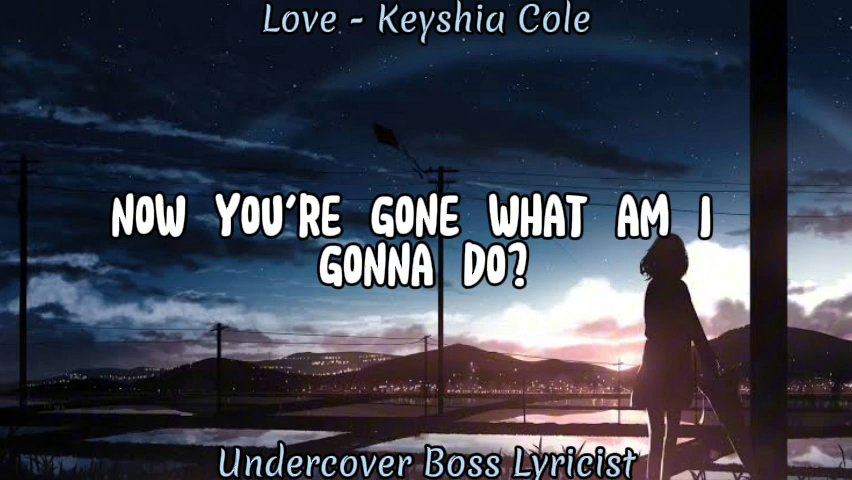 Love - Keyshia Cole
NOW YOU'RE GONE WHAT AM I
GONNA DO?
Undercover Boss Lyricist